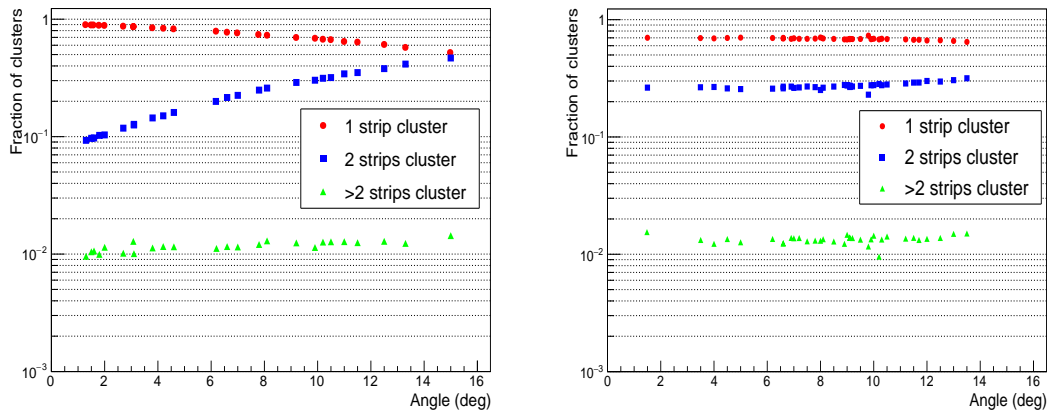 Fraction of clusters
1
10⁻¹
10⁻²
10⁻³
1 strip cluster
2 strips cluster
>2 strips cluster
0 2 4 6 8 10 12 14 16
Angle (deg)
Fraction of clusters
1
10⁻¹
10⁻²
10⁻³
1 strip cluster
2 strips cluster
>2 strips cluster
0 2 4 6 8 10 12 14 16
Angle (deg)